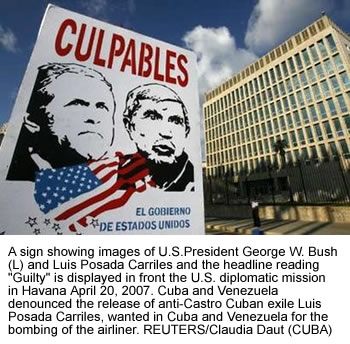 CULPABLES
EL GOBIERNO
DE ESTADOS UNIDOS
A sign showing images of U.S.President George W. Bush
(L) and Luis Posada Carriles and the headline reading
"Guilty" is displayed in front the U.S. diplomatic mission
in Havana April 20, 2007. Cuba and Venezuela
denounced the release of anti-Castro Cuban exile Luis
Posada Carriles, wanted in Cuba and Venezuela for the
bombing of the airliner. REUTERS/Claudia Daut (CUBA)